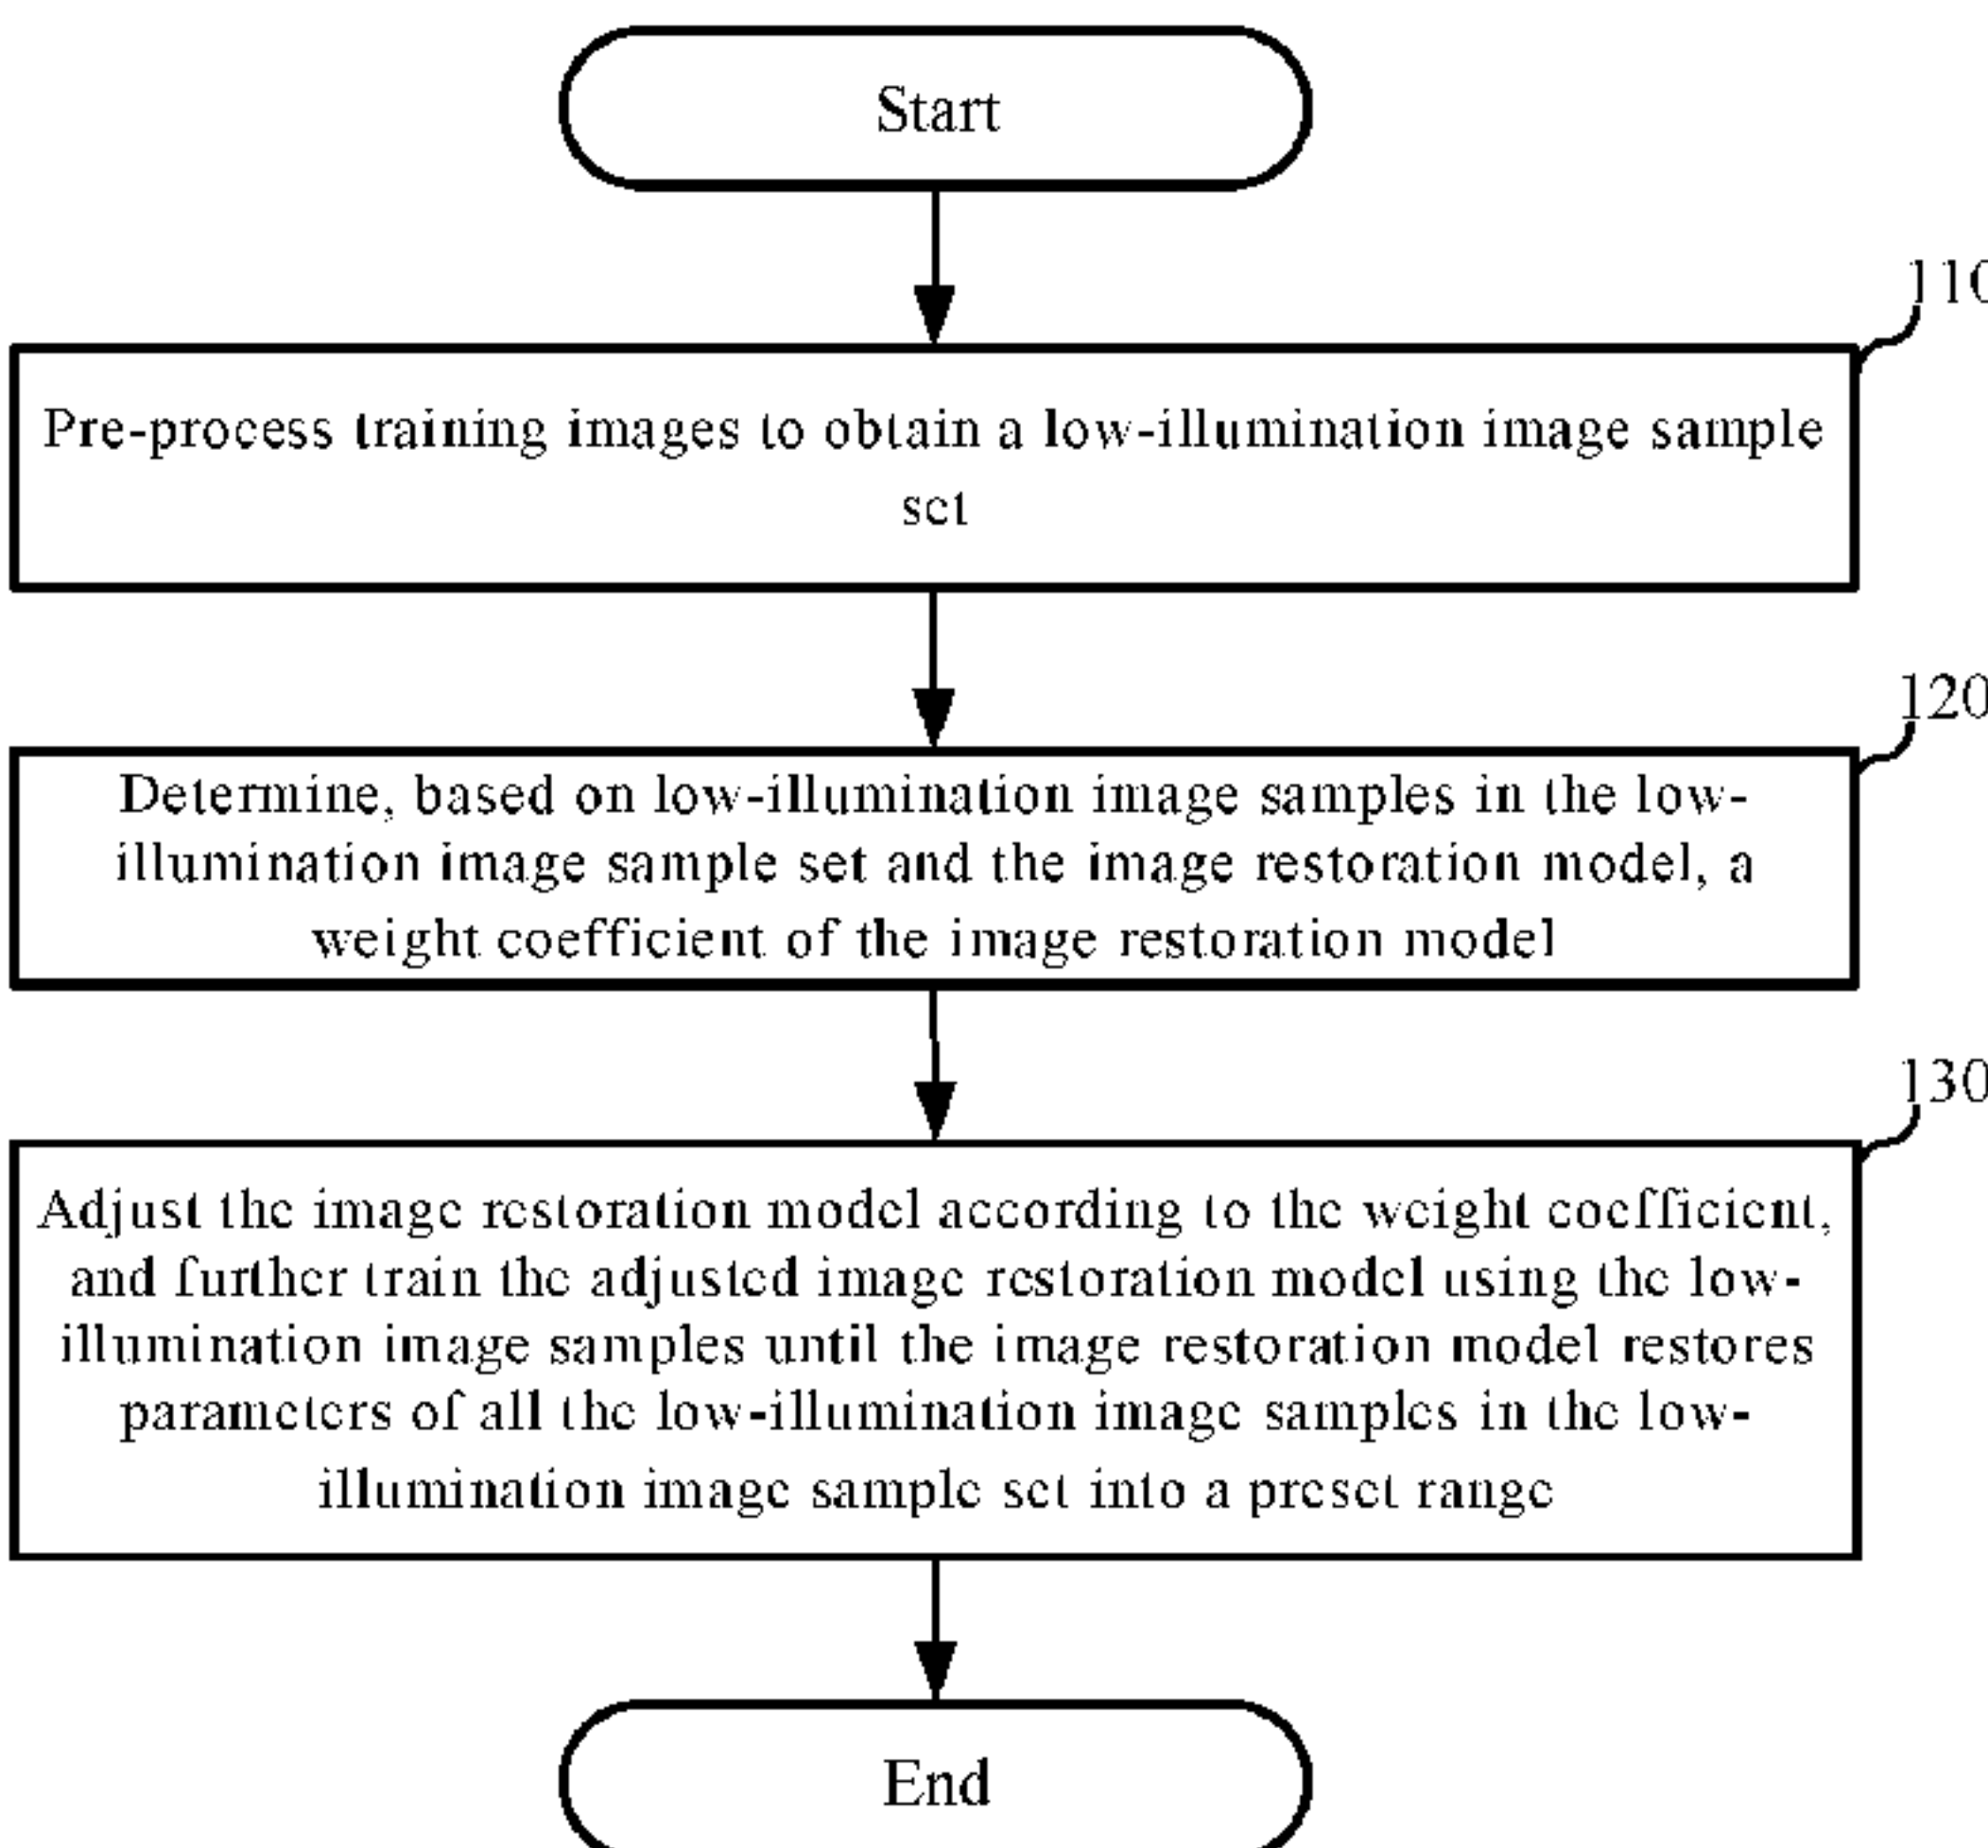 Start
110
Pre-process training images to obtain a low-illumination image sample
set
120
Determine, based on low-illumination image samples in the low-
illumination image sample set and the image restoration model, a
weight coefficient of the image restoration model
130
Adjust the image restoration model according to the weight coefficient,
and further train the adjusted image restoration model using the low-
illumination image samples until the image restoration model restores
parameters of all the low-illumination image samples in the low-
illumination image sample set into a preset range
End